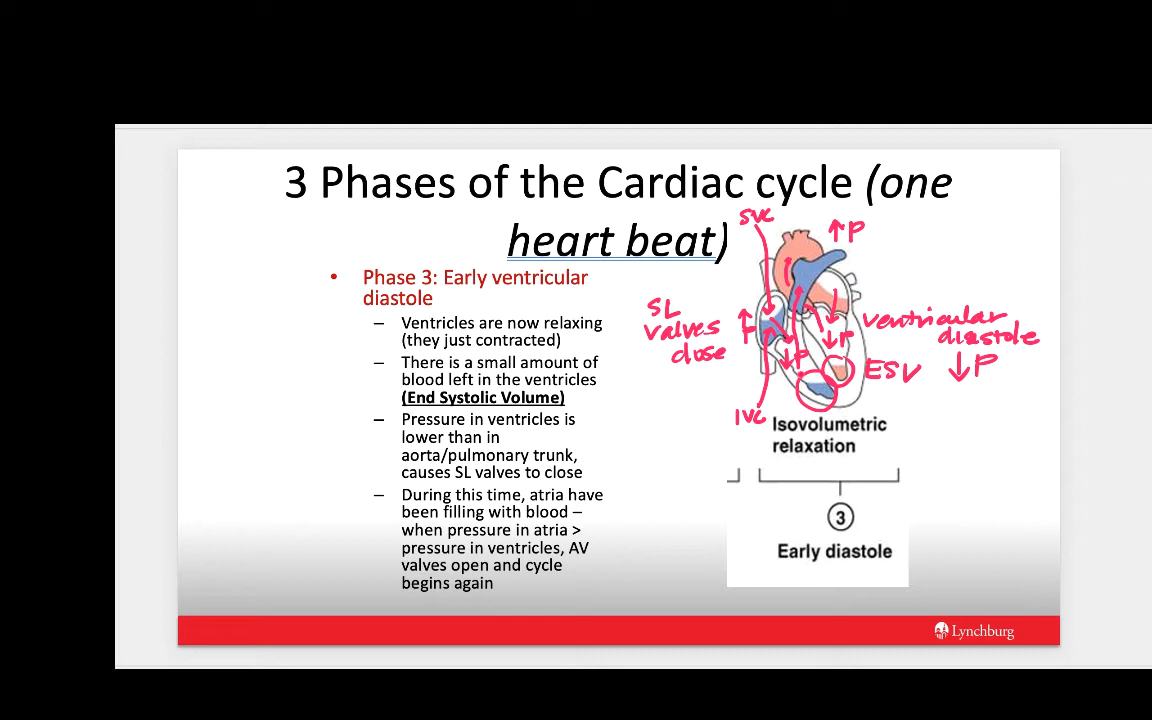 3 Phases of the Cardiac cycle (one
heart beat)
• Phase 3: Early ventricular
diastole
– Ventricles are now relaxing
(they just contracted)
– There is a small amount of
blood left in the ventricles
(End Systolic Volume)
– Pressure in ventricles is
lower than in
aorta/pulmonary trunk,
causes SL valves to close
– During this time, atria have
been filling with blood –
when pressure in atria >
pressure in ventricles, AV
valves open and cycle
begins again
SVC
↑P
SL
valves
close
↑P
↓P
↓P
ventricular
diastole
ESV ↓P
IVC
Isovolumetric
relaxation
3
Early diastole
Lynchburg